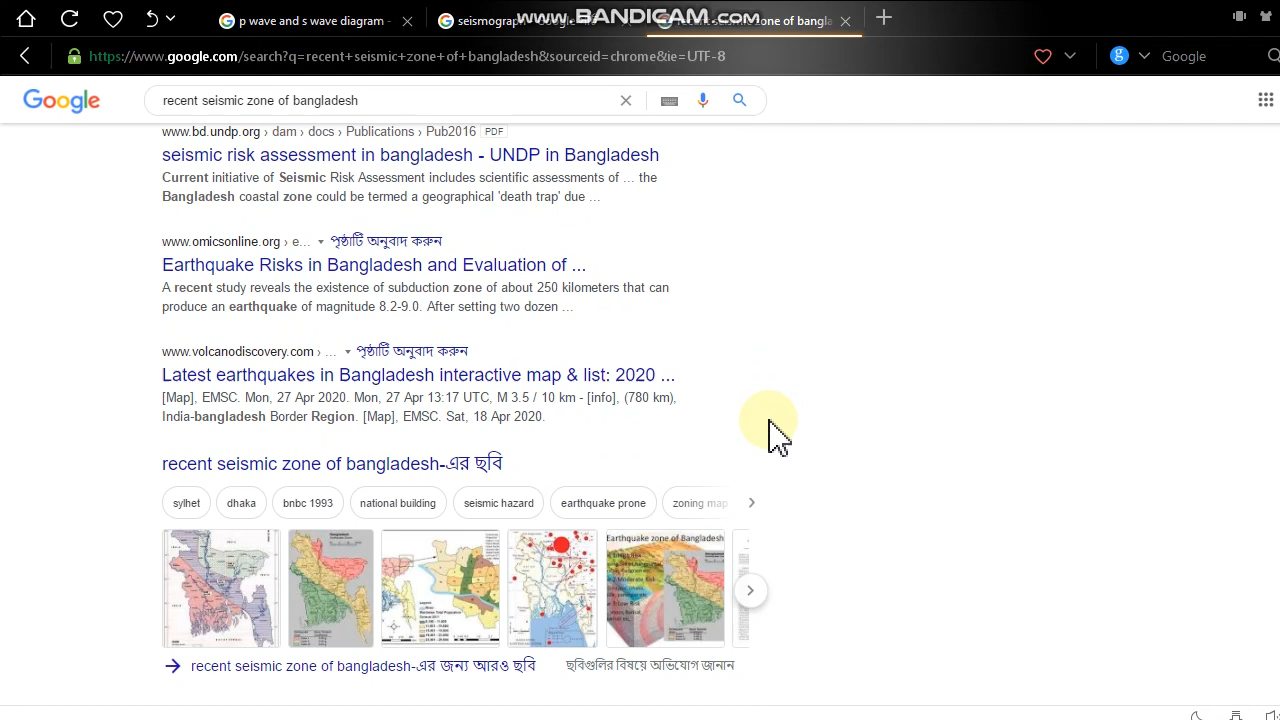 www.BANDICAM.com
p wave and s wave diagram -
seismograph
zone of bangla
https://www.google.com/search?q=recent+seismic+zone+of+bangladesh&sourceid=chrome&ie=UTF-8
Google
Google
recent seismic zone of bangladesh
www.bd.undp.org › dam › docs › Publications › Pub2016 PDF
seismic risk assessment in bangladesh - UNDP in Bangladesh
Current initiative of Seismic Risk Assessment includes scientific assessments of ... the
Bangladesh coastal zone could be termed a geographical 'death trap' due ...
www.omicsonline.org › e... পৃষ্ঠাটি অনুবাদ করুন
Earthquake Risks in Bangladesh and Evaluation of ...
A recent study reveals the existence of subduction zone of about 250 kilometers that can
produce an earthquake of magnitude 8.2-9.0. After setting two dozen ...
www.volcanodiscovery.com › ... পৃষ্ঠাটি অনুবাদ করুন
Latest earthquakes in Bangladesh interactive map & list: 2020 ...
[Map], EMSC. Mon, 27 Apr 2020. Mon, 27 Apr 13:17 UTC, M 3.5 / 10 km - [info], (780 km),
India-bangladesh Border Region. [Map], EMSC. Sat, 18 Apr 2020.
recent seismic zone of bangladesh-এর ছবি
sylhet dhaka bnbc 1993 national building seismic hazard earthquake prone zoning map
Earthquake zone of Bangladesh
recent seismic zone of bangladesh-এর জন্য আরও ছবি ছবিগুলির বিষয়ে অভিযোগ জানান